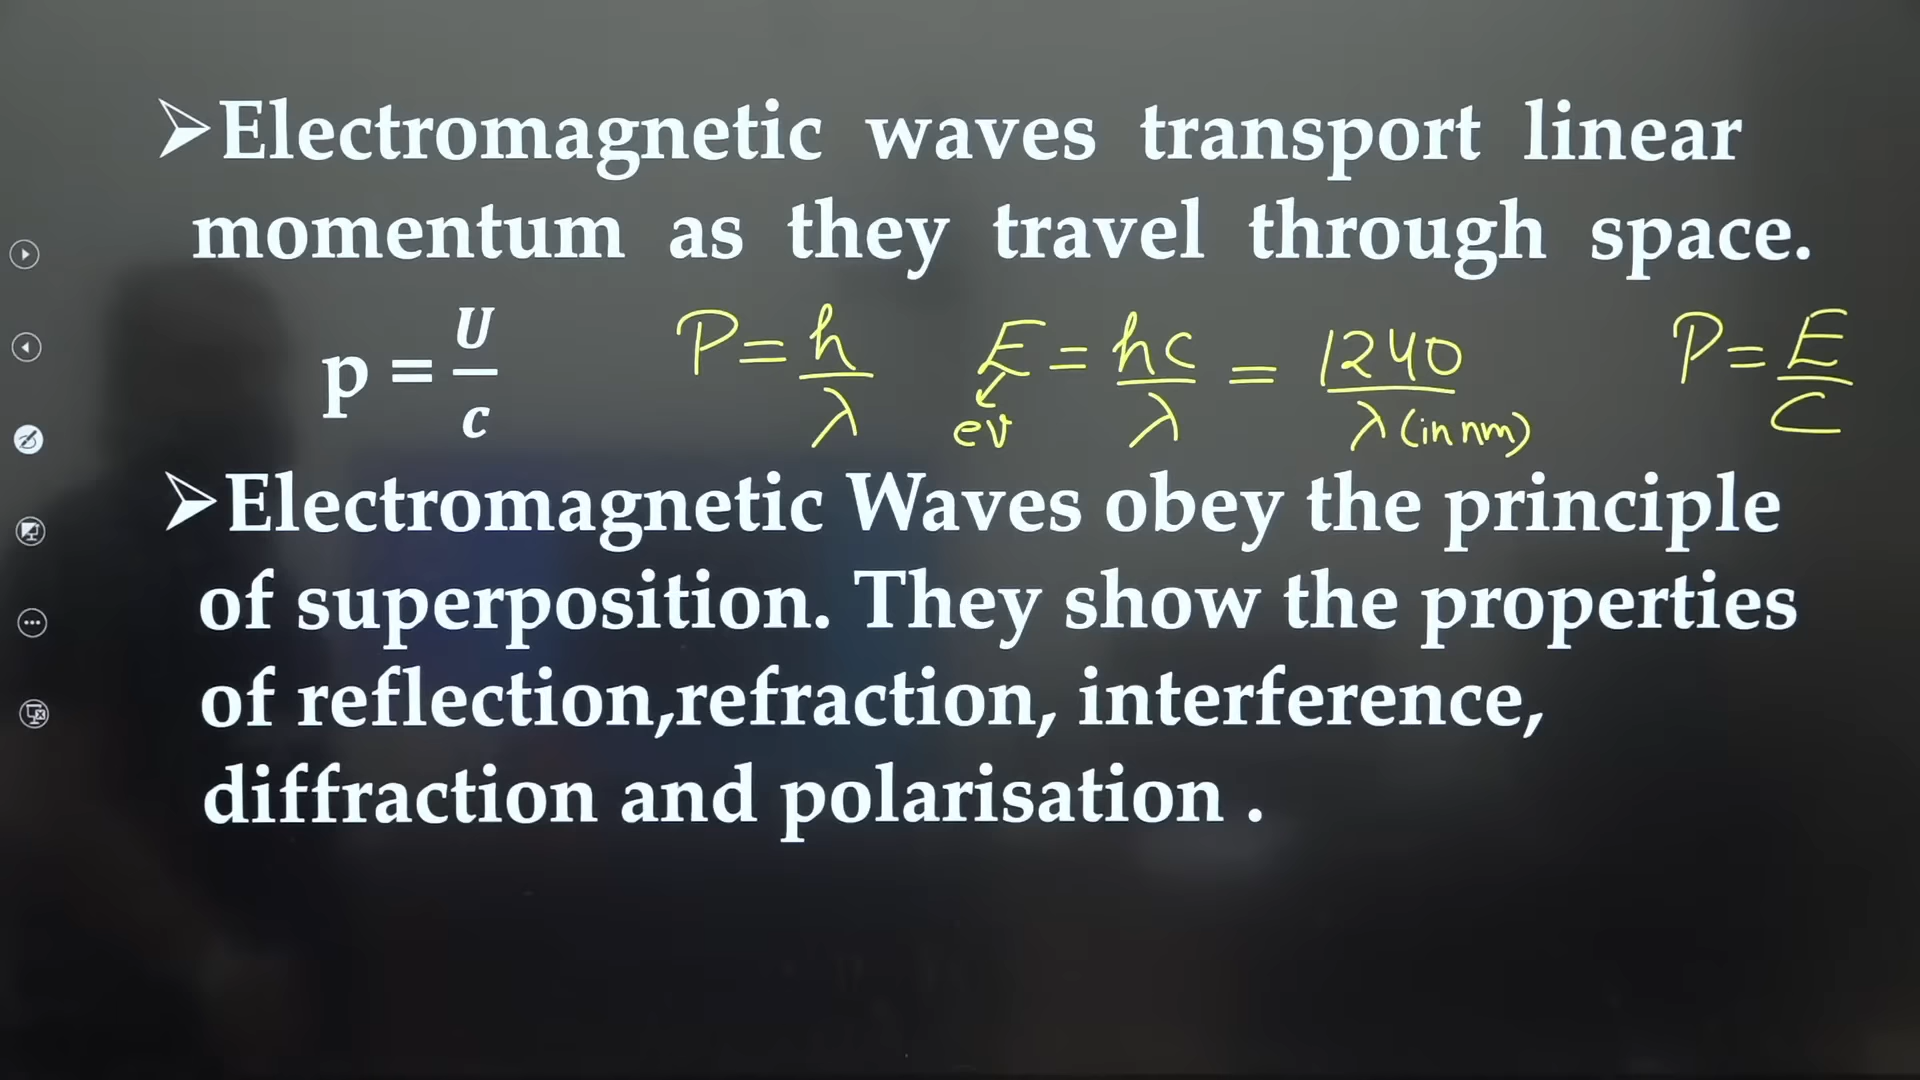 ➢Electromagnetic waves transport linear
momentum as they travel through space.
p = U/c P = h/λ E = hc/λ = 1240/λ (in nm) P = E/C
eV
➢Electromagnetic Waves obey the principle
of superposition. They show the properties
of reflection,refraction, interference,
diffraction and polarisation .